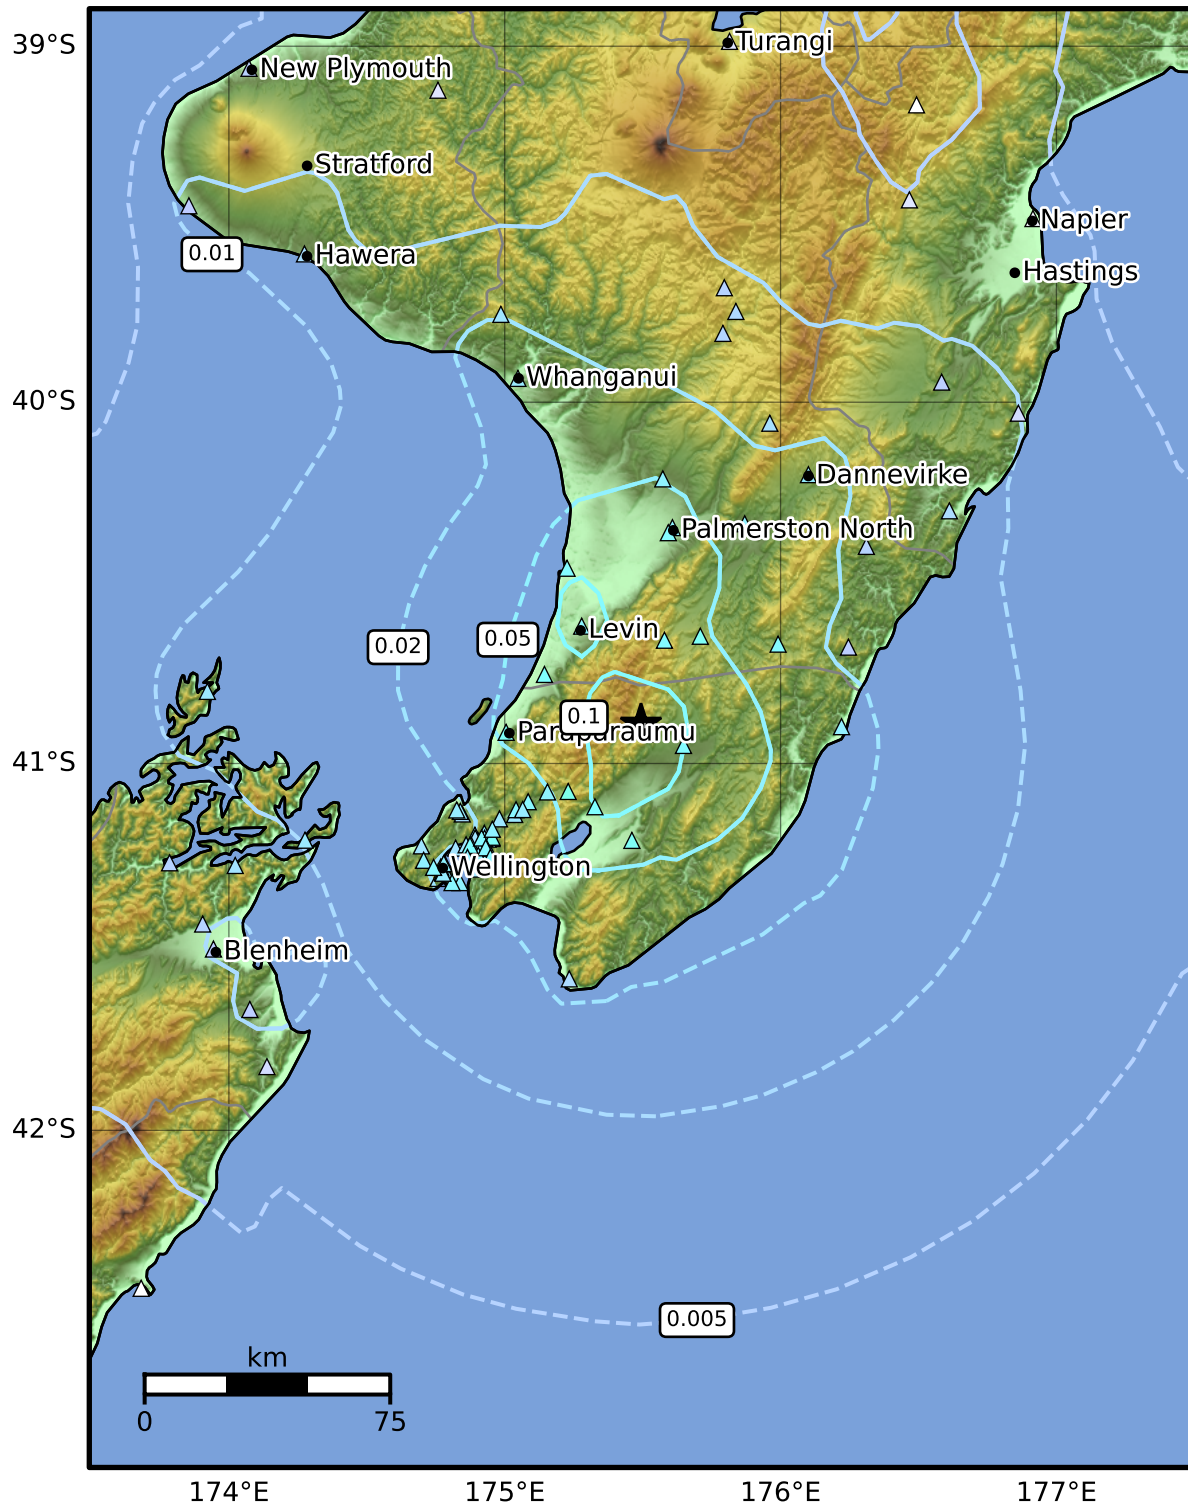 39°S
Turangi
New Plymouth
Stratford
Napier
0.01
Hawera
Hastings
Whanganui
40°S
Dannevirke
Palmerston North
Levin
0.02
0.05
0.1
Paraparaumu
41°S
Wellington
Blenheim
42°S
0.005
km
0
75
174°E
175°E
176°E
177°E